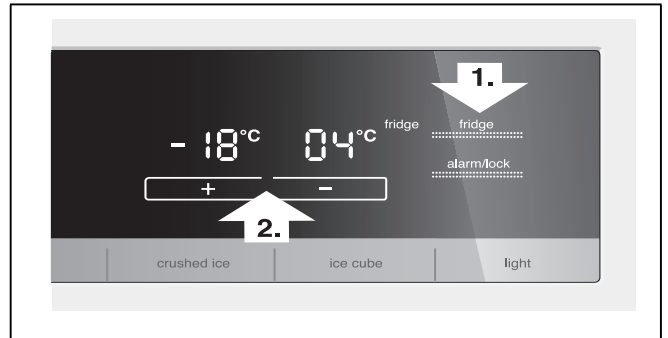 1.
- 18°C 04°C fridge fridge
alarm/lock
+ -
2.
crushed ice ice cube light